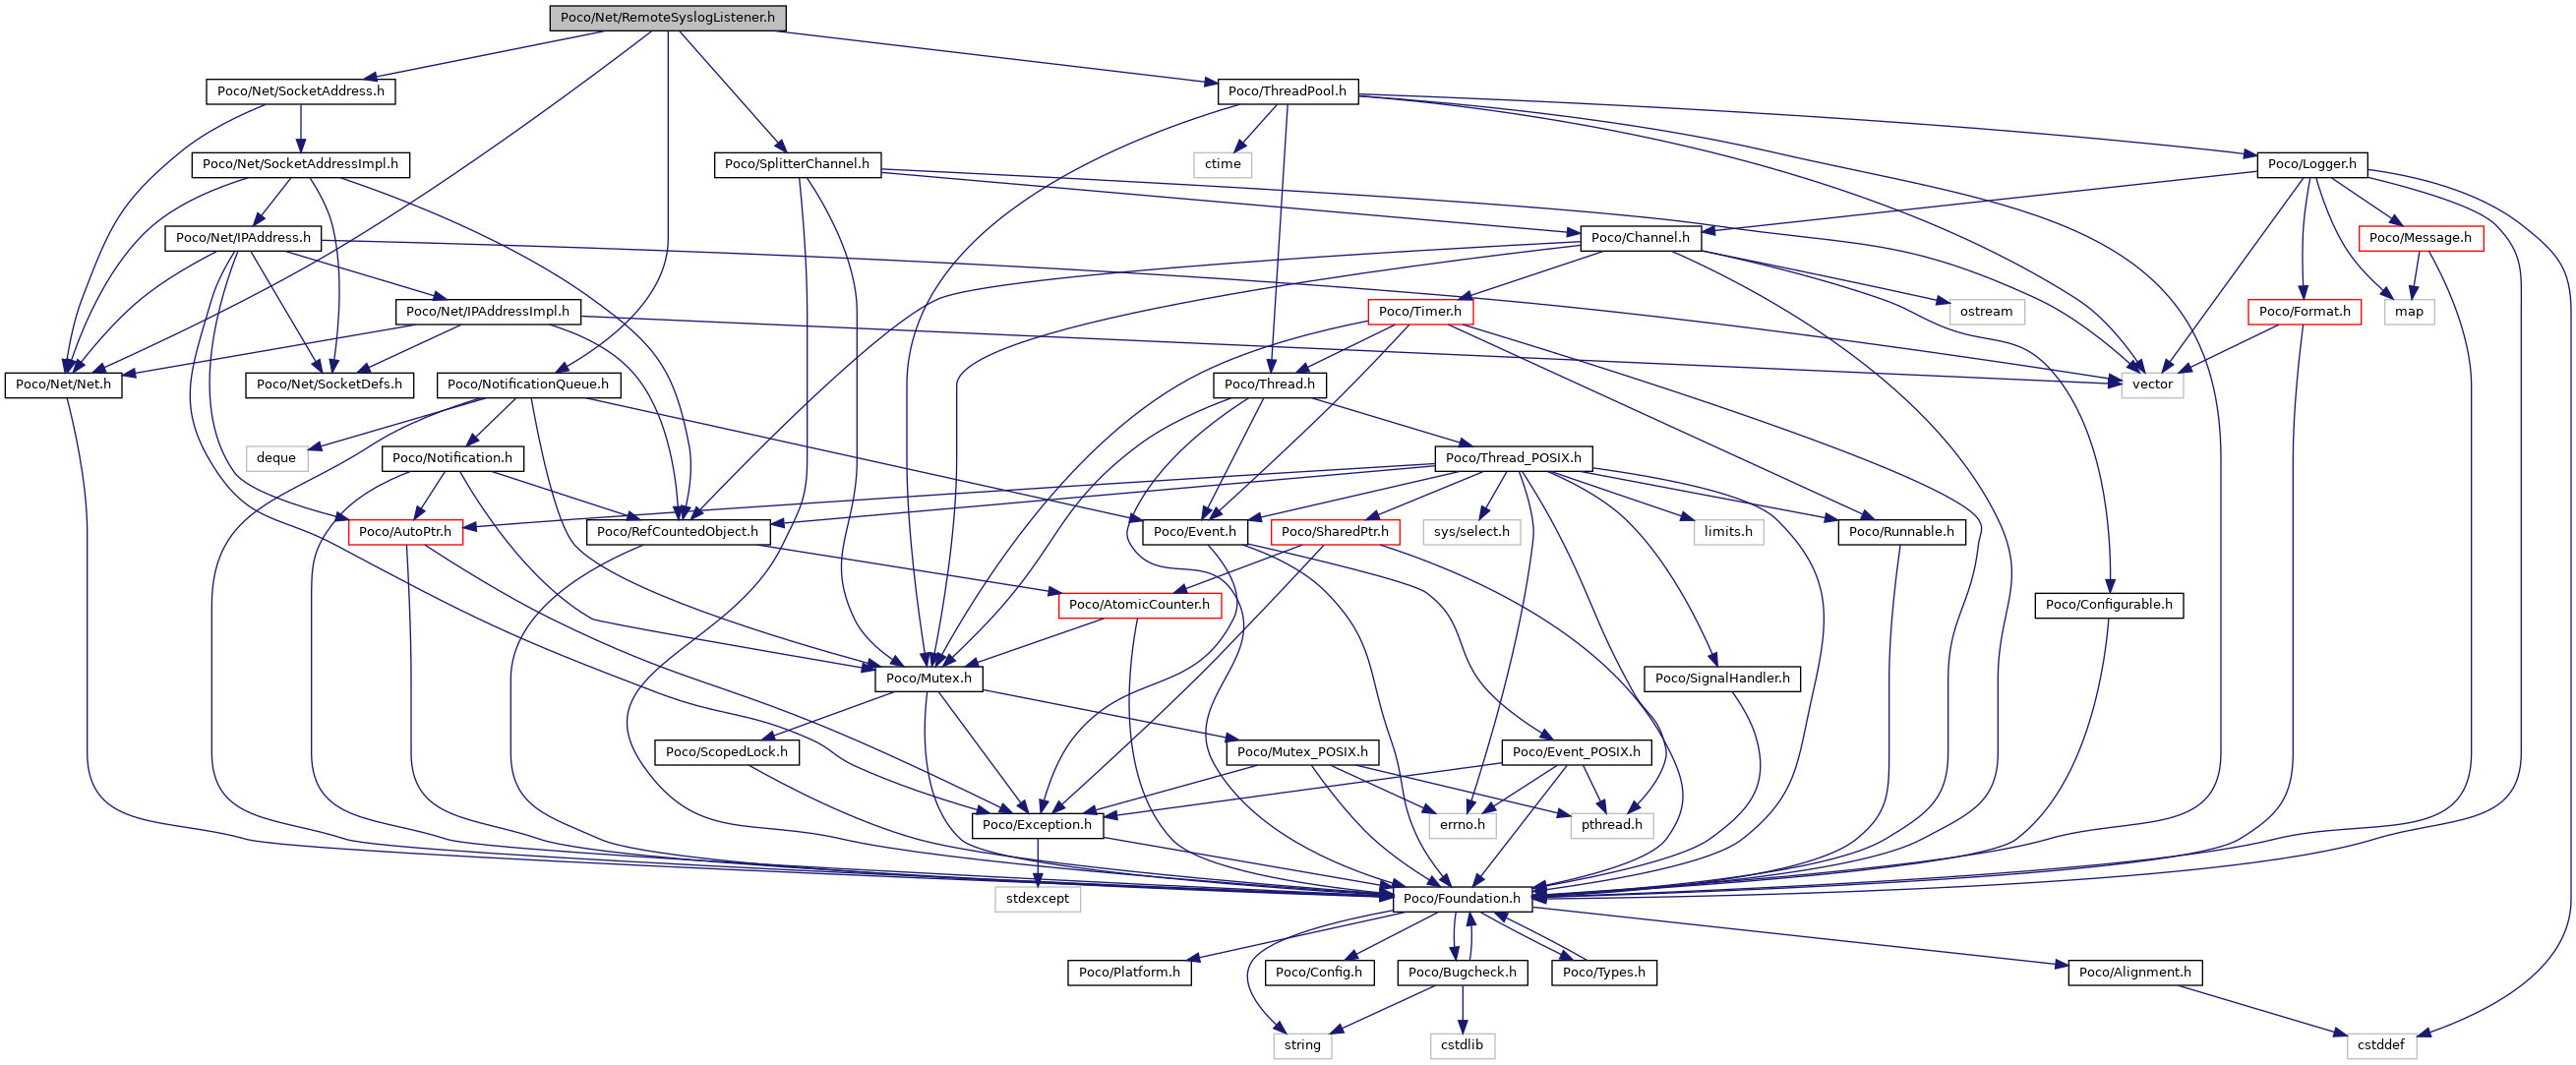 Poco/Net/RemoteSyslogListener.h
Poco/Net/SocketAddress.h
Poco/ThreadPool.h
Poco/Net/SocketAddressImpl.h
Poco/SplitterChannel.h
ctime
Poco/Logger.h
Poco/Net/IPAddress.h
Poco/Channel.h
Poco/Message.h
Poco/Net/IPAddressImpl.h
Poco/Timer.h
ostream
Poco/Format.h
map
Poco/Net/Net.h
Poco/Net/SocketDefs.h
Poco/NotificationQueue.h
Poco/Thread.h
vector
deque
Poco/Notification.h
Poco/Thread_POSIX.h
Poco/AutoPtr.h
Poco/RefCountedObject.h
Poco/Event.h
Poco/SharedPtr.h
sys/select.h
limits.h
Poco/Runnable.h
Poco/AtomicCounter.h
Poco/Configurable.h
Poco/Mutex.h
Poco/SignalHandler.h
Poco/ScopedLock.h
Poco/Mutex_POSIX.h
Poco/Event_POSIX.h
Poco/Exception.h
errno.h
pthread.h
stdexcept
Poco/Foundation.h
Poco/Platform.h
Poco/Config.h
Poco/Bugcheck.h
Poco/Types.h
Poco/Alignment.h
string
cstdlib
cstddef